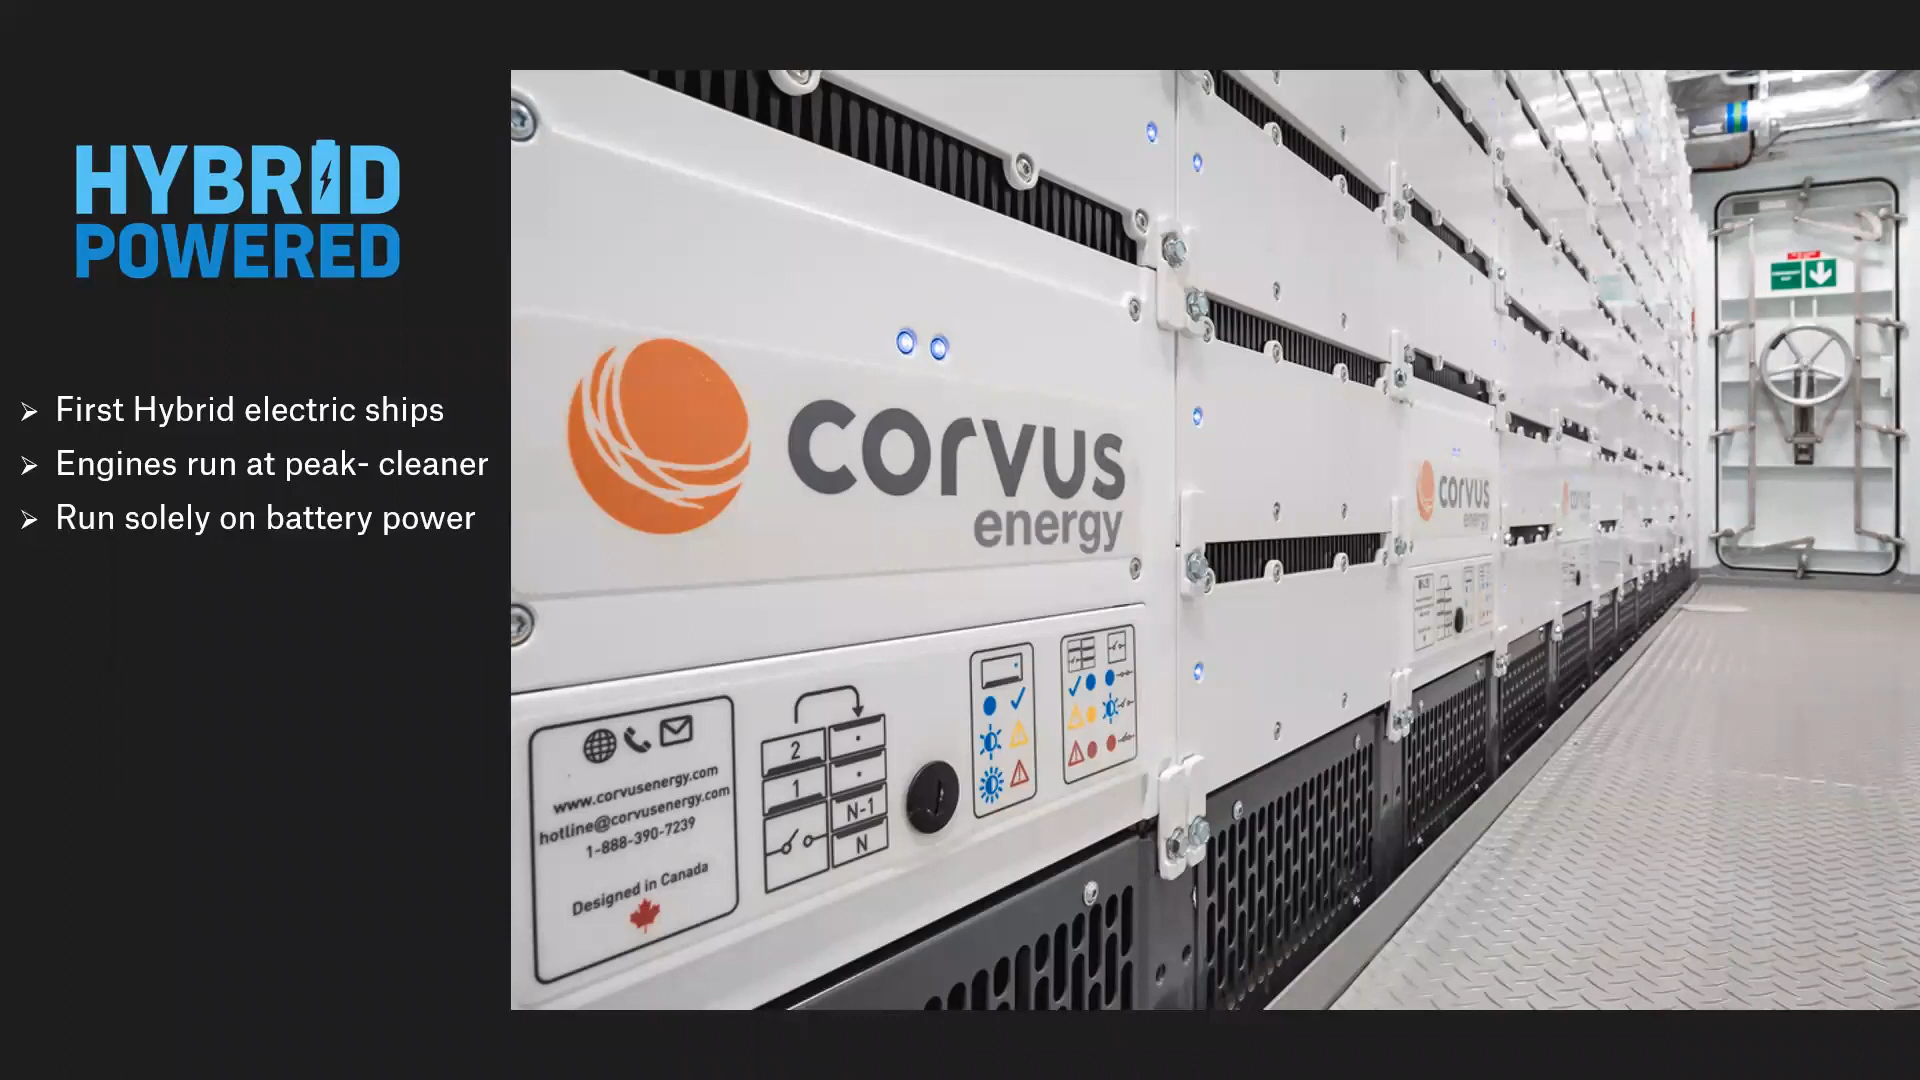 HYBRID
POWERED
First Hybrid electric ships
Engines run at peak- cleaner
Run solely on battery power
corvus
energy
www.corvusenergy.com
hotline@corvusenergy.com
1-888-390-7239
Designed in Canada
2
1
N-1
N
corvus
energy
corvus